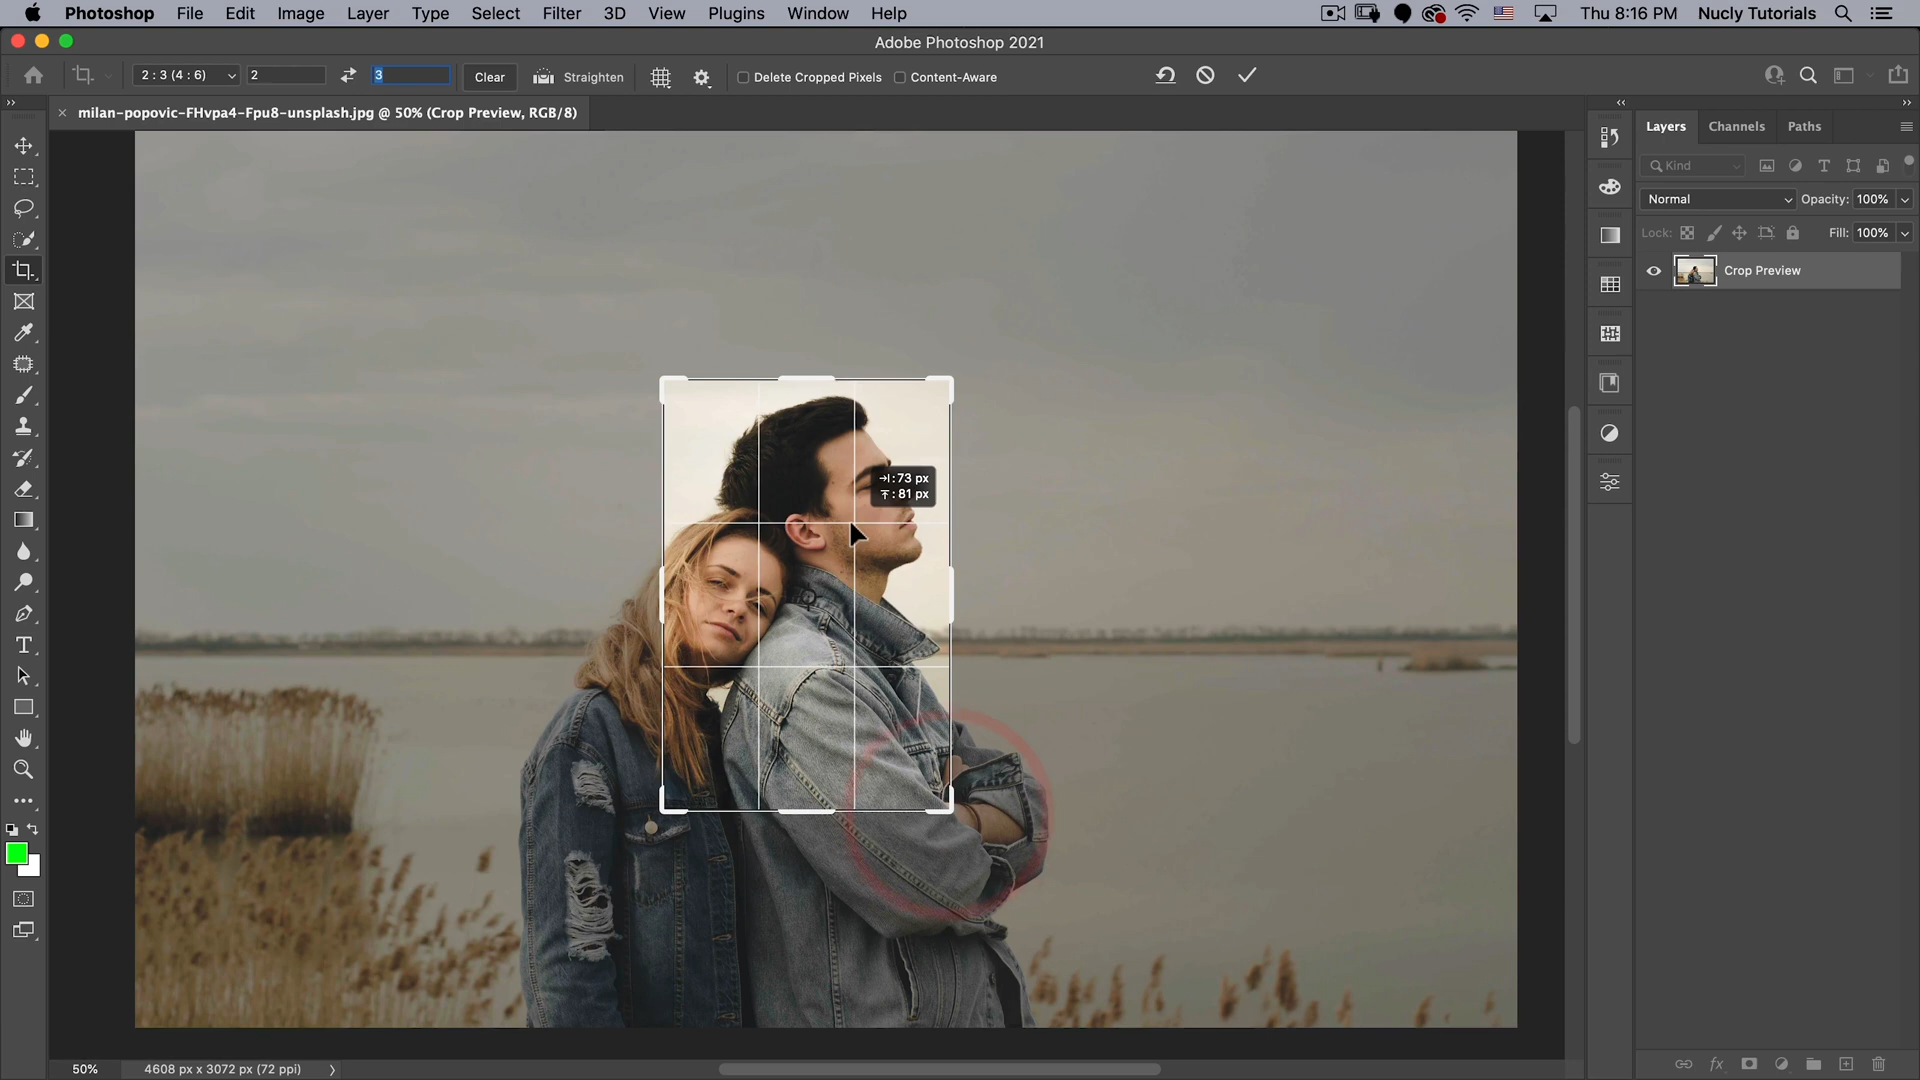 Photoshop File Edit Image Layer Type Select Filter 3D View Plugins Window Help Thu 8:16 PM Nucly Tutorials
Adobe Photoshop 2021
2 : 3 (4 : 6) 2 3 Clear Straighten Delete Cropped Pixels Content-Aware
milan-popovic-FHvpa4-Fpu8-unsplash.jpg @ 50% (Crop Preview, RGB/8)
Layers Channels Paths
Kind
Normal Opacity: 100%
Lock: Fill: 100%
Crop Preview
: 73 px
: 81 px
50% 4608 px x 3072 px (72 ppi)